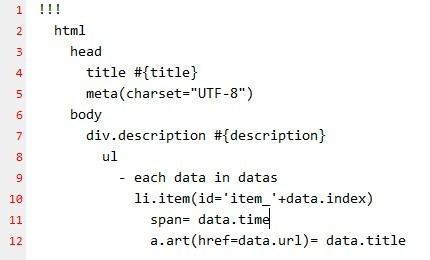 1 !!!
2   html
3     head
4       title #{title}
5       meta(charset="UTF-8")
6     body
7       div.description #{description}
8         ul
9           - each data in datas
10            li.item(id='item_'+data.index)
11              span= data.time
12              a.art(href=data.url)= data.title